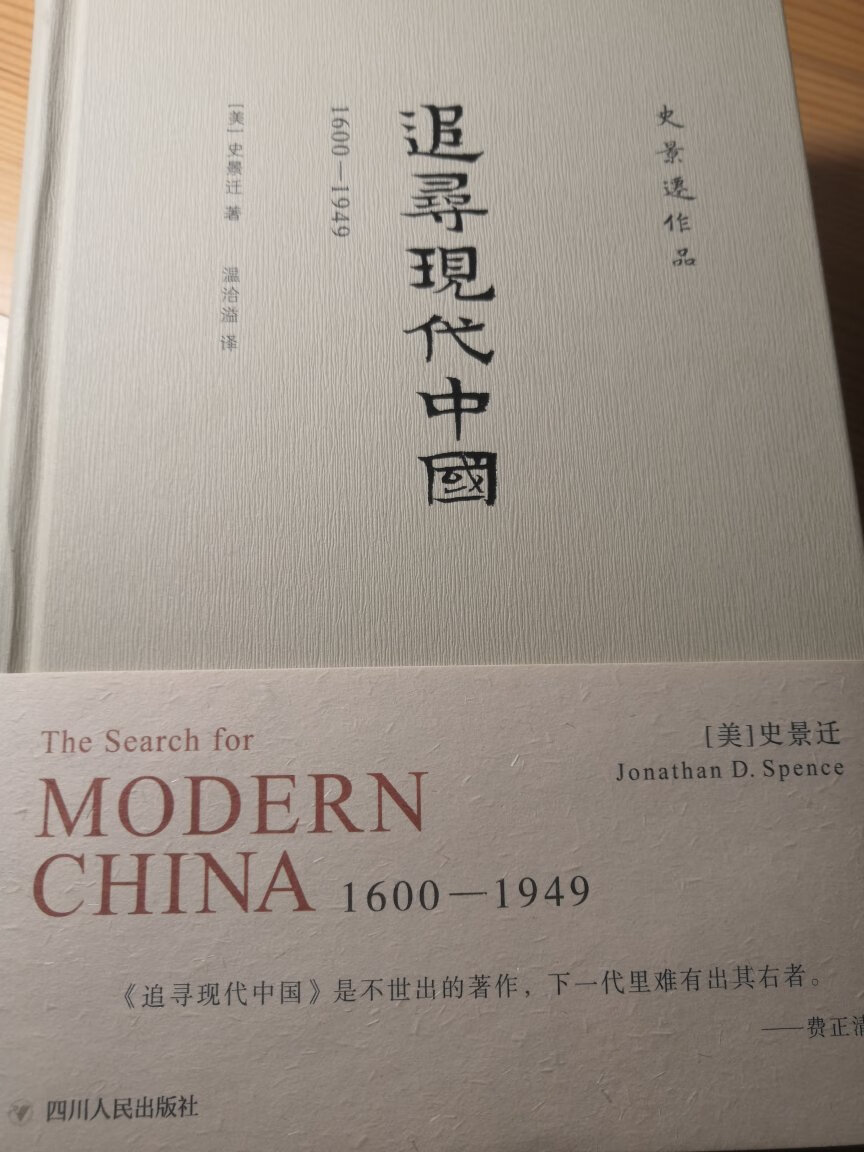 史景遷作品
追尋現代中國
1600—1949
[美] 史景迁 著 温洽溢 译
The Search for
MODERN
CHINA 1600—1949
[美]史景迁
Jonathan D. Spence
《追寻现代中国》是不世出的著作，下一代里难有出其右者。
——费正清
四川人民出版社